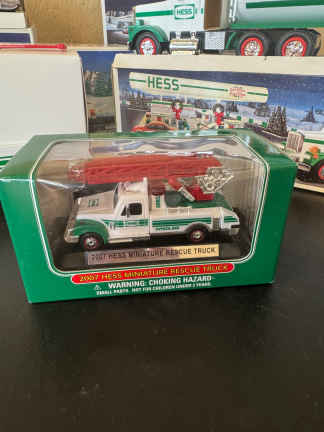 HESS
HESS
2007 HESS MINIATURE RESCUE TRUCK
2007 HESS MINIATURE RESCUE TRUCK
WARNING: CHOKING HAZARD-
SMALL PARTS. NOT FOR CHILDREN UNDER 3 YEARS.